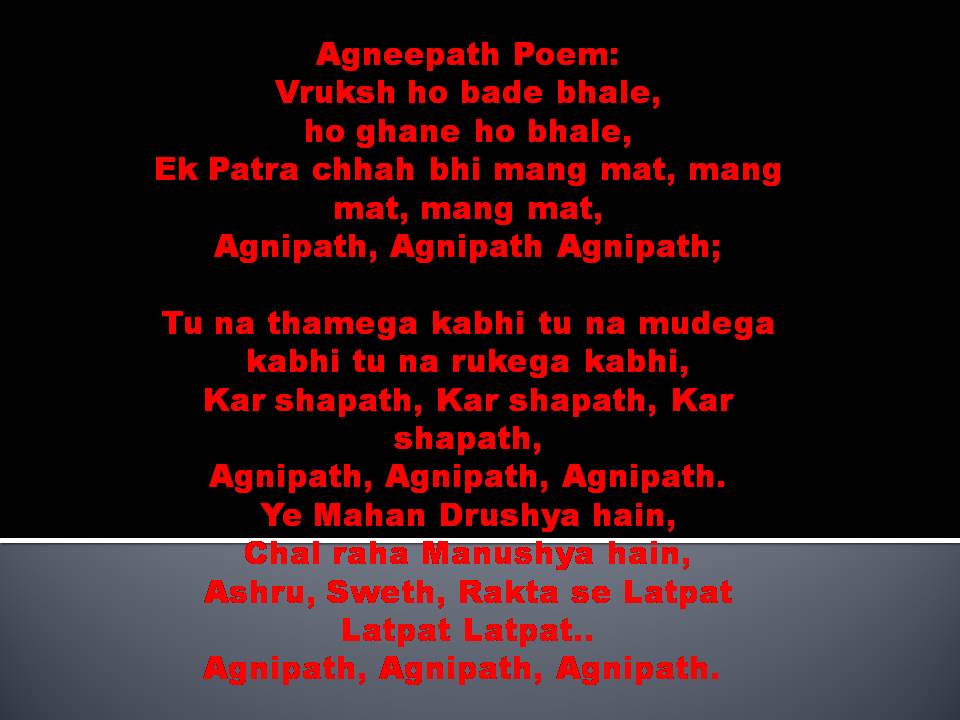 Agneepath Poem:
Vruksh ho bade bhale,
ho ghane ho bhale,
Ek Patra chhah bhi mang mat, mang
mat, mang mat,
Agnipath, Agnipath Agnipath;
Tu na thamega kabhi tu na mudega
kabhi tu na rukega kabhi,
Kar shapath, Kar shapath, Kar
shapath,
Agnipath, Agnipath, Agnipath.
Ye Mahan Drushya hain,
Chal raha Manushya hain,
Ashru, Sweth, Rakta se Latpat
Latpat Latpat..
Agnipath, Agnipath, Agnipath.